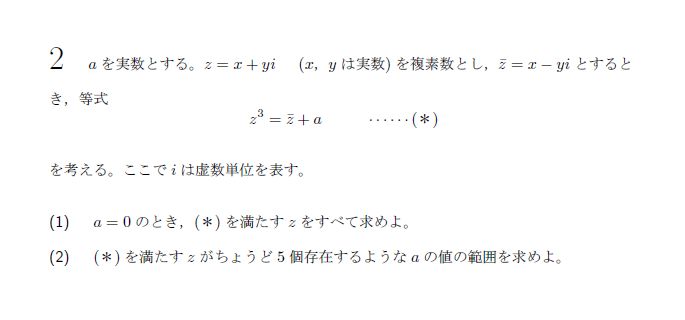 2 aを実数とする。z = x + yi (x, yは実数)を複素数とし，z̄ = x − yi とすると
き，等式
z³ = z̄ + a ······(＊)
を考える。ここで i は虚数単位を表す。
(1) a = 0 のとき，(＊)を満たす z をすべて求めよ。
(2) (＊)を満たす z がちょうど 5 個存在するような a の値の範囲を求めよ。